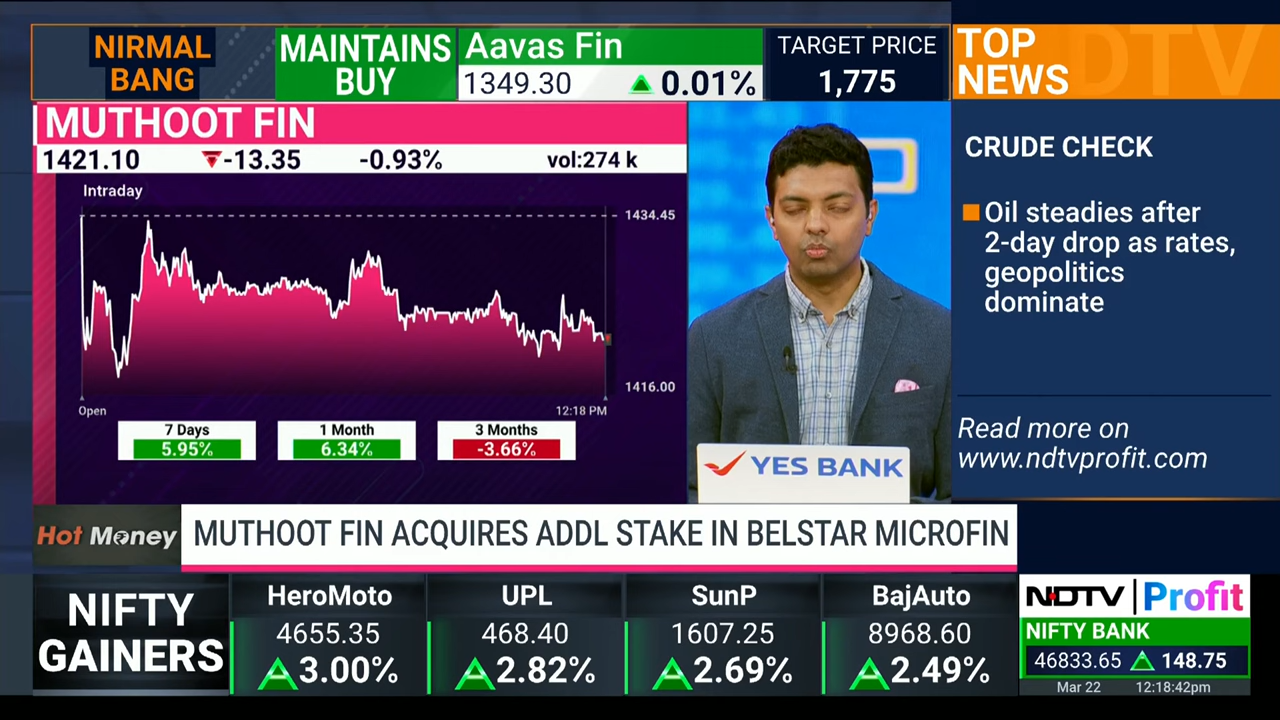 NIRMAL
BANG
MAINTAINS
BUY
Aavas Fin
1349.30 0.01%
TARGET PRICE
1,775
TOP
NEWS
MUTHOOT FIN
1421.10 -13.35 -0.93% vol:274 k
Intraday
1434.45
1416.00
Open 12:18 PM
7 Days
5.95%
1 Month
6.34%
3 Months
-3.66%
YES BANK
CRUDE CHECK
Oil steadies after
2-day drop as rates,
geopolitics
dominate
Read more on
www.ndtvprofit.com
Hot Money
MUTHOOT FIN ACQUIRES ADDL STAKE IN BELSTAR MICROFIN
NIFTY
GAINERS
HeroMoto
4655.35
3.00%
UPL
468.40
2.82%
SunP
1607.25
2.69%
BajAuto
8968.60
2.49%
NDTV Profit
NIFTY BANK
46833.65 148.75
Mar 22 12:18:42pm